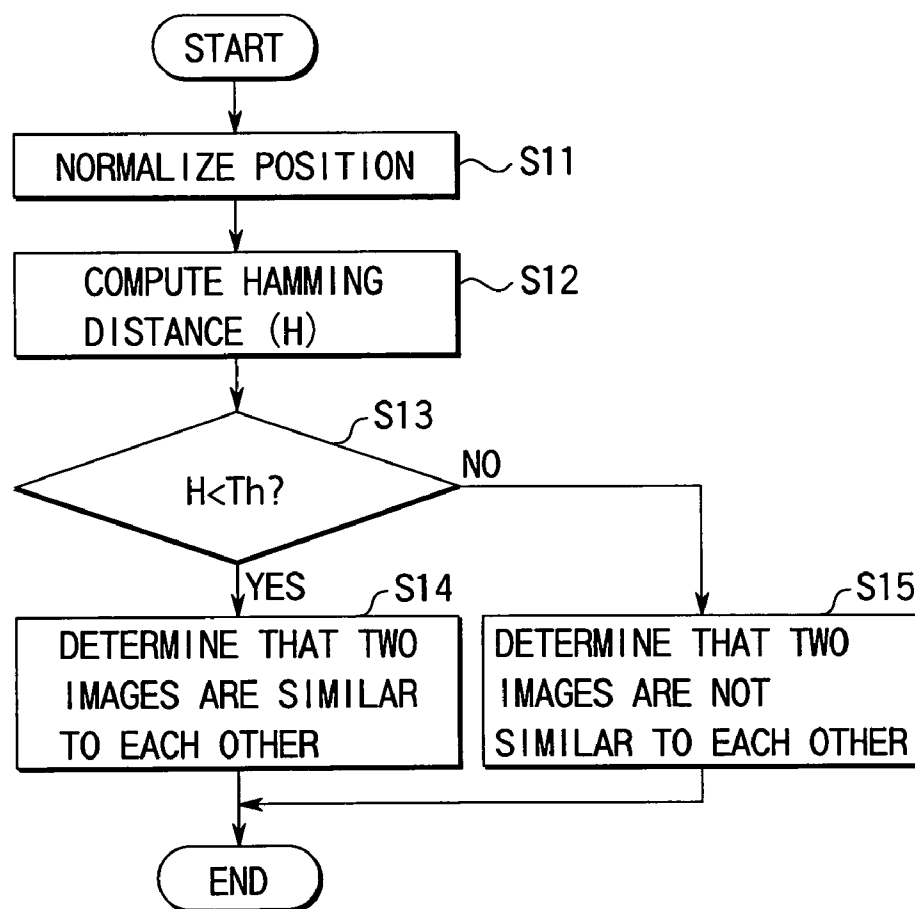 START
NORMALIZE POSITION
S11
COMPUTE HAMMING
DISTANCE (H)
S12
S13
H<Th?
NO
YES
S14
DETERMINE THAT TWO
IMAGES ARE SIMILAR
TO EACH OTHER
S15
DETERMINE THAT TWO
IMAGES ARE NOT
SIMILAR TO EACH OTHER
END